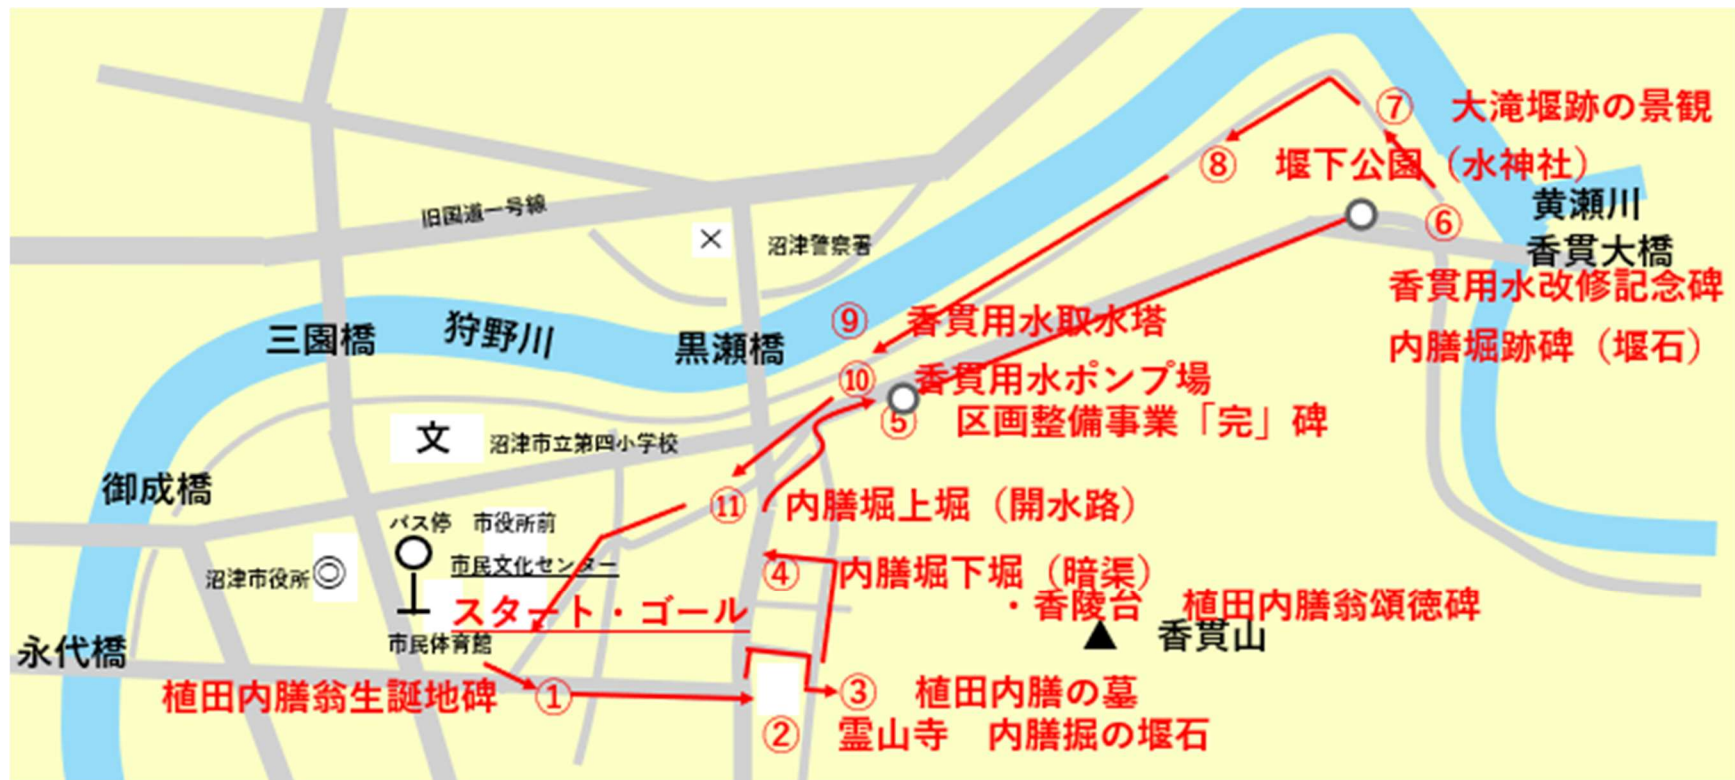 ⑦ 大滝堰跡の景観
⑧ 堰下公園（水神社）
黄瀬川
⑥
香貫大橋
香貫用水改修記念碑
内膳堀跡碑（堰石）
旧国道一号線
沼津警察署
三園橋
狩野川
黒瀬橋
⑨ 香貫用水取水塔
⑩ 香貫用水ポンプ場
⑤ 区画整備事業「完」碑
文 沼津市立第四小学校
御成橋
バス停 市役所前
⑪ 内膳堀上堀（開水路）
沼津市役所
市民文化センター
④ 内膳堀下堀（暗渠）
・香陵台 植田内膳翁頌徳碑
スタート・ゴール
香貫山
市民体育館
永代橋
植田内膳翁生誕地碑 ①
③ 植田内膳の墓
② 霊山寺 内膳掘の堰石